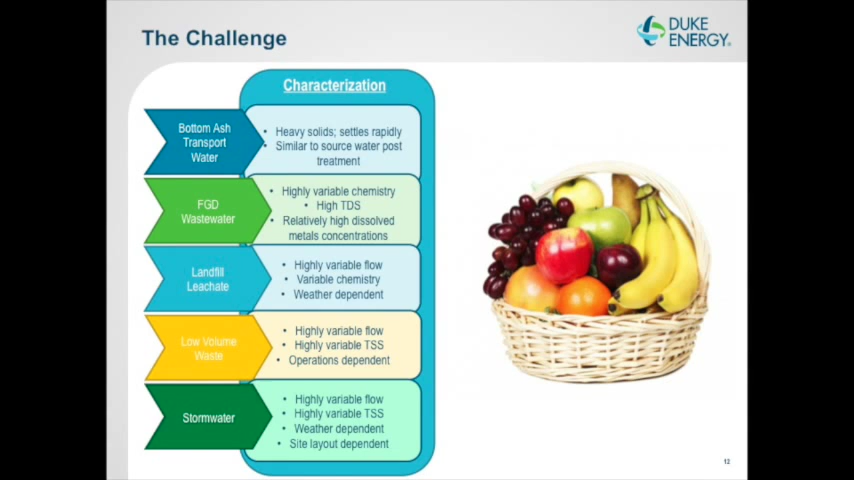 The Challenge
DUKE
ENERGY®
Characterization
Bottom Ash
Transport
Water
• Heavy solids; settles rapidly
• Similar to source water post
treatment
FGD
Wastewater
• Highly variable chemistry
• High TDS
• Relatively high dissolved
metals concentrations
Landfill
Leachate
• Highly variable flow
• Variable chemistry
• Weather dependent
Low Volume
Waste
• Highly variable flow
• Highly variable TSS
• Operations dependent
Stormwater
• Highly variable flow
• Highly variable TSS
• Weather dependent
• Site layout dependent
12